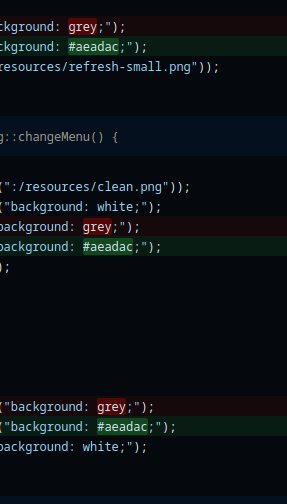 ckground: grey;");
ckground: #aeadac;");
resources/refresh-small.png"));
g::changeMenu() {
(":/resources/clean.png"));
("background: white;");
background: grey;");
background: #aeadac;");
);
("background: grey;");
("background: #aeadac;");
background: white;");